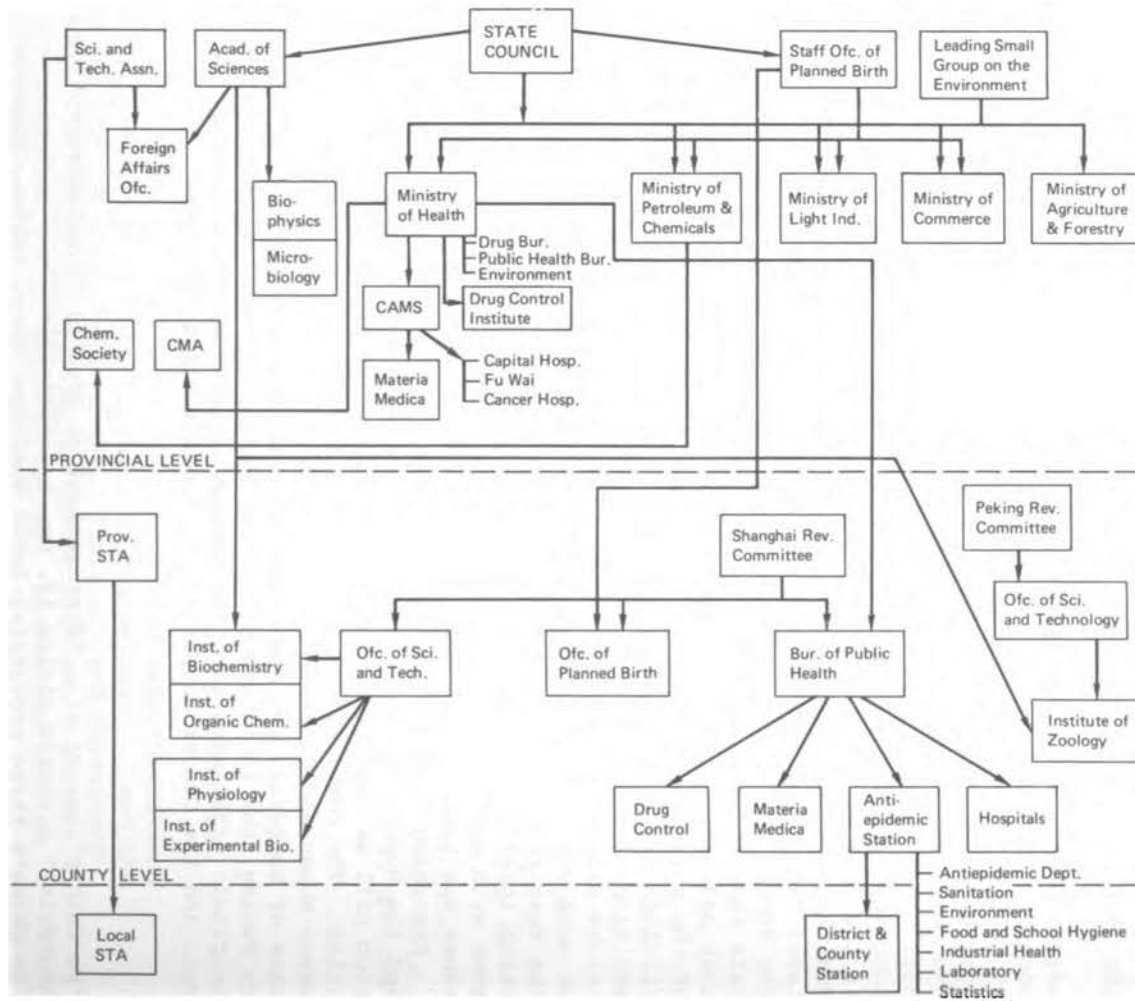 Sci. and
Tech. Assn.
Acad. of
Sciences
STATE
COUNCIL
Staff Ofc. of
Planned Birth
Leading Small
Group on the
Environment
Foreign
Affairs
Ofc.
Bio-
physics
Micro-
biology
Ministry
of Health
Ministry of
Petroleum &
Chemicals
Ministry of
Light Ind.
Ministry of
Commerce
Ministry of
Agriculture
& Forestry
Drug Bur.
Public Health Bur.
Environment
CAMS
Drug Control
Institute
Chem.
Society
CMA
Materia
Medica
Capital Hosp.
Fu Wai
Cancer Hosp.
PROVINCIAL LEVEL
Prov.
STA
Shanghai Rev.
Committee
Peking Rev.
Committee
Ofc. of Sci.
and Technology
Inst. of
Biochemistry
Inst. of
Organic Chem.
Ofc. of Sci.
and Tech.
Ofc. of
Planned Birth
Bur. of Public
Health
Institute of
Zoology
Inst. of
Physiology
Inst. of
Experimental Bio.
Drug
Control
Materia
Medica
Anti-
epidemic
Station
Hospitals
COUNTY LEVEL
Local
STA
District &
County
Station
Antiepidemic Dept.
Sanitation
Environment
Food and School Hygiene
Industrial Health
Laboratory
Statistics